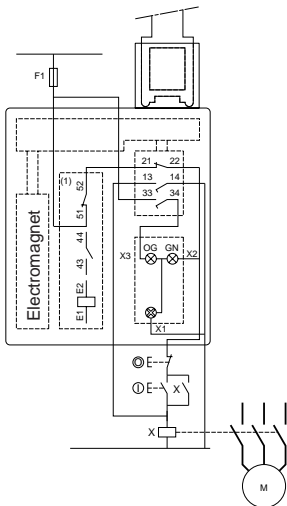 F1
(1)
52
51
44
43
E2
E1
Electromagnet
21 22
13 14
33 34
X3
OG GN
X2
X1
X
X
M